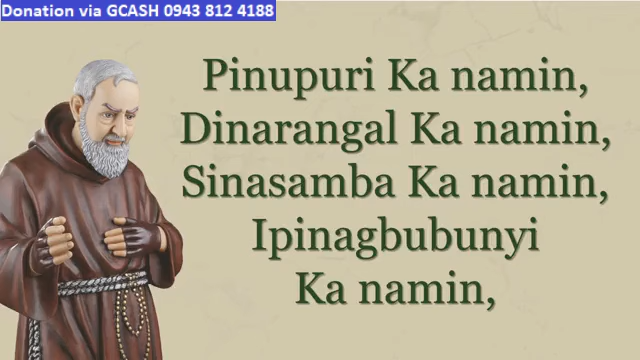 Donation via GCASH 0943 812 4188
Pinupuri Ka namin,
Dinarangal Ka namin,
Sinasamba Ka namin,
Ipinagbubunyi
Ka namin,